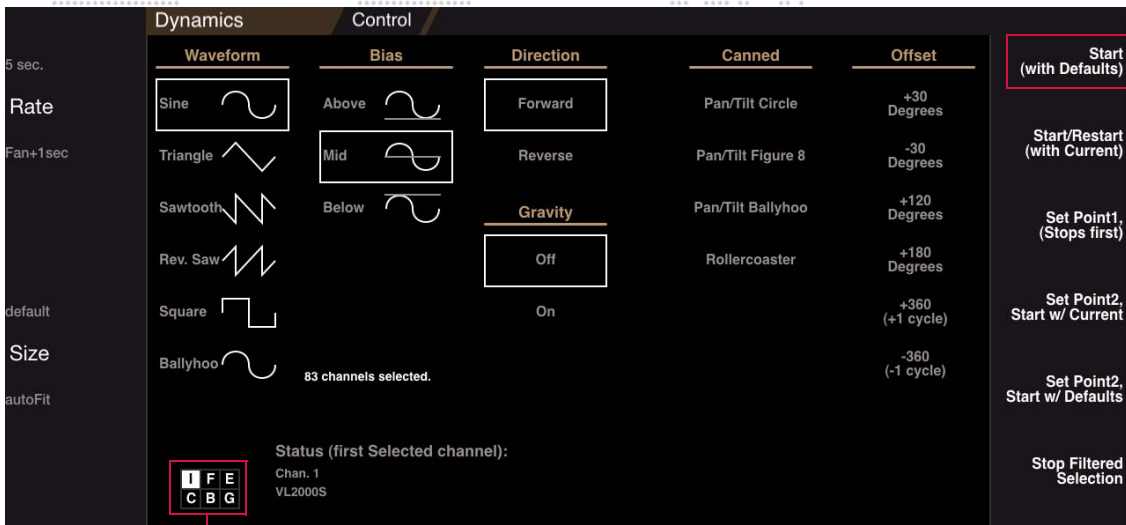 Dynamics
Control
5 sec.
Rate
Fan+1sec
default
Size
autoFit
Waveform
Sine
Triangle
Sawtooth
Rev. Saw
Square
Ballyhoo
Bias
Above
Mid
Below
Direction
Forward
Reverse
Gravity
Off
On
Canned
Pan/Tilt Circle
Pan/Tilt Figure 8
Pan/Tilt Ballyhoo
Rollercoaster
Offset
+30
Degrees
-30
Degrees
+120
Degrees
+180
Degrees
+360
(+1 cycle)
-360
(-1 cycle)
83 channels selected.
Status (first Selected channel):
Chan. 1
VL2000S
I F E
C B G
Start
(with Defaults)
Start/Restart
(with Current)
Set Point1,
(Stops first)
Set Point2,
Start w/ Current
Set Point2,
Start w/ Defaults
Stop Filtered
Selection